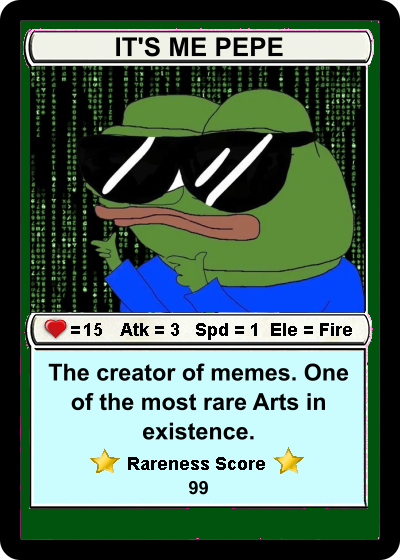 IT'S ME PEPE
=15 Atk = 3 Spd = 1 Ele = Fire
The creator of memes. One
of the most rare Arts in
existence.
Rareness Score
99